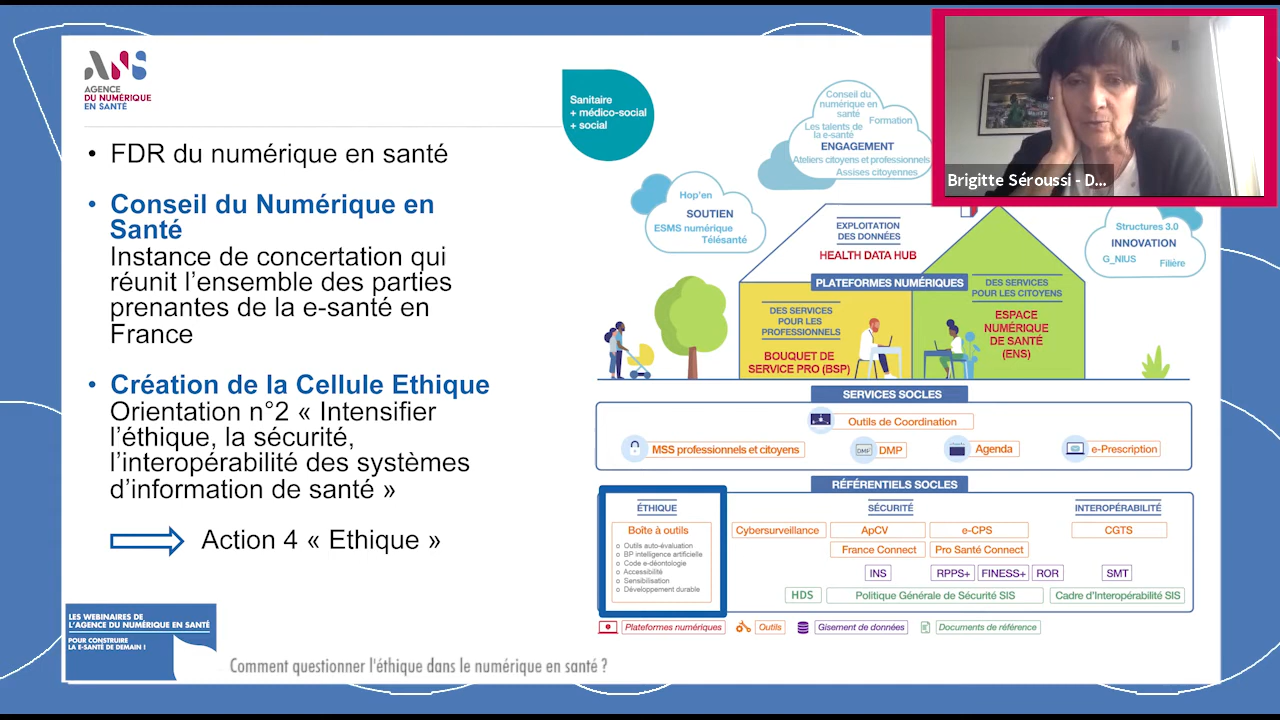 ANS
AGENCE
DU NUMÉRIQUE
EN SANTÉ
• FDR du numérique en santé
• Conseil du Numérique en
Santé
Instance de concertation qui
réunit l'ensemble des parties
prenantes de la e-santé en
France
• Création de la Cellule Ethique
Orientation n°2 « Intensifier
l'éthique, la sécurité,
l'interopérabilité des systèmes
d'information de santé »
Action 4 « Ethique »
LES WEBINAIRES DE
L'AGENCE DU NUMÉRIQUE EN SANTÉ
POUR CONSTRUIRE
LA E-SANTÉ DE DEMAIN !
Comment questionner l'éthique dans le numérique en santé ?
Sanitaire
+ médico-social
+ social
Conseil du
numérique en
santé
Formation
Les talents de
la e-santé
ENGAGEMENT
Ateliers citoyens et professionnels
Assises citoyennes
Brigitte Séroussi - D...
Hop'en
SOUTIEN
ESMS numérique
Télésanté
Structures 3.0
INNOVATION
G_NIUS
Filière
EXPLOITATION
DES DONNÉES
HEALTH DATA HUB
PLATEFORMES NUMÉRIQUES
DES SERVICES
POUR LES
PROFESSIONNELS
BOUQUET DE
SERVICE PRO (BSP)
DES SERVICES
POUR LES CITOYENS
ESPACE
NUMÉRIQUE
DE SANTÉ
(ENS)
SERVICES SOCLES
Outils de Coordination
MSS professionnels et citoyens
DMP
DMP
Agenda
e-Prescription
RÉFÉRENTIELS SOCLES
ÉTHIQUE
Boîte à outils
o Outils auto-évaluation
o BP intelligence artificielle
o Code e-déontologie
o Accessibilité
o Sensibilisation
o Développement durable
SÉCURITÉ
INTEROPÉRABILITÉ
Cybersurveillance
ApCV
e-CPS
CGTS
France Connect
Pro Santé Connect
INS
RPPS+
FINESS+
ROR
SMT
HDS
Politique Générale de Sécurité SIS
Cadre d'Interopérabilité SIS
Plateformes numériques
Outils
Gisement de données
Documents de référence